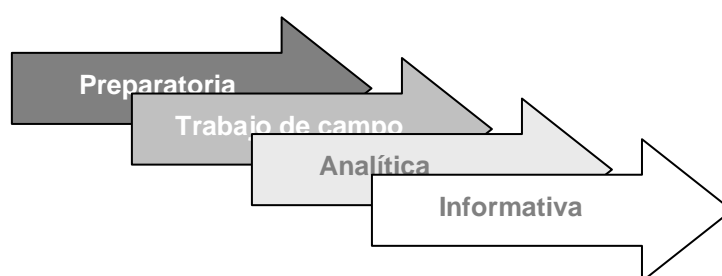 Preparatoria
Trabajo de campo
Analítica
Informativa